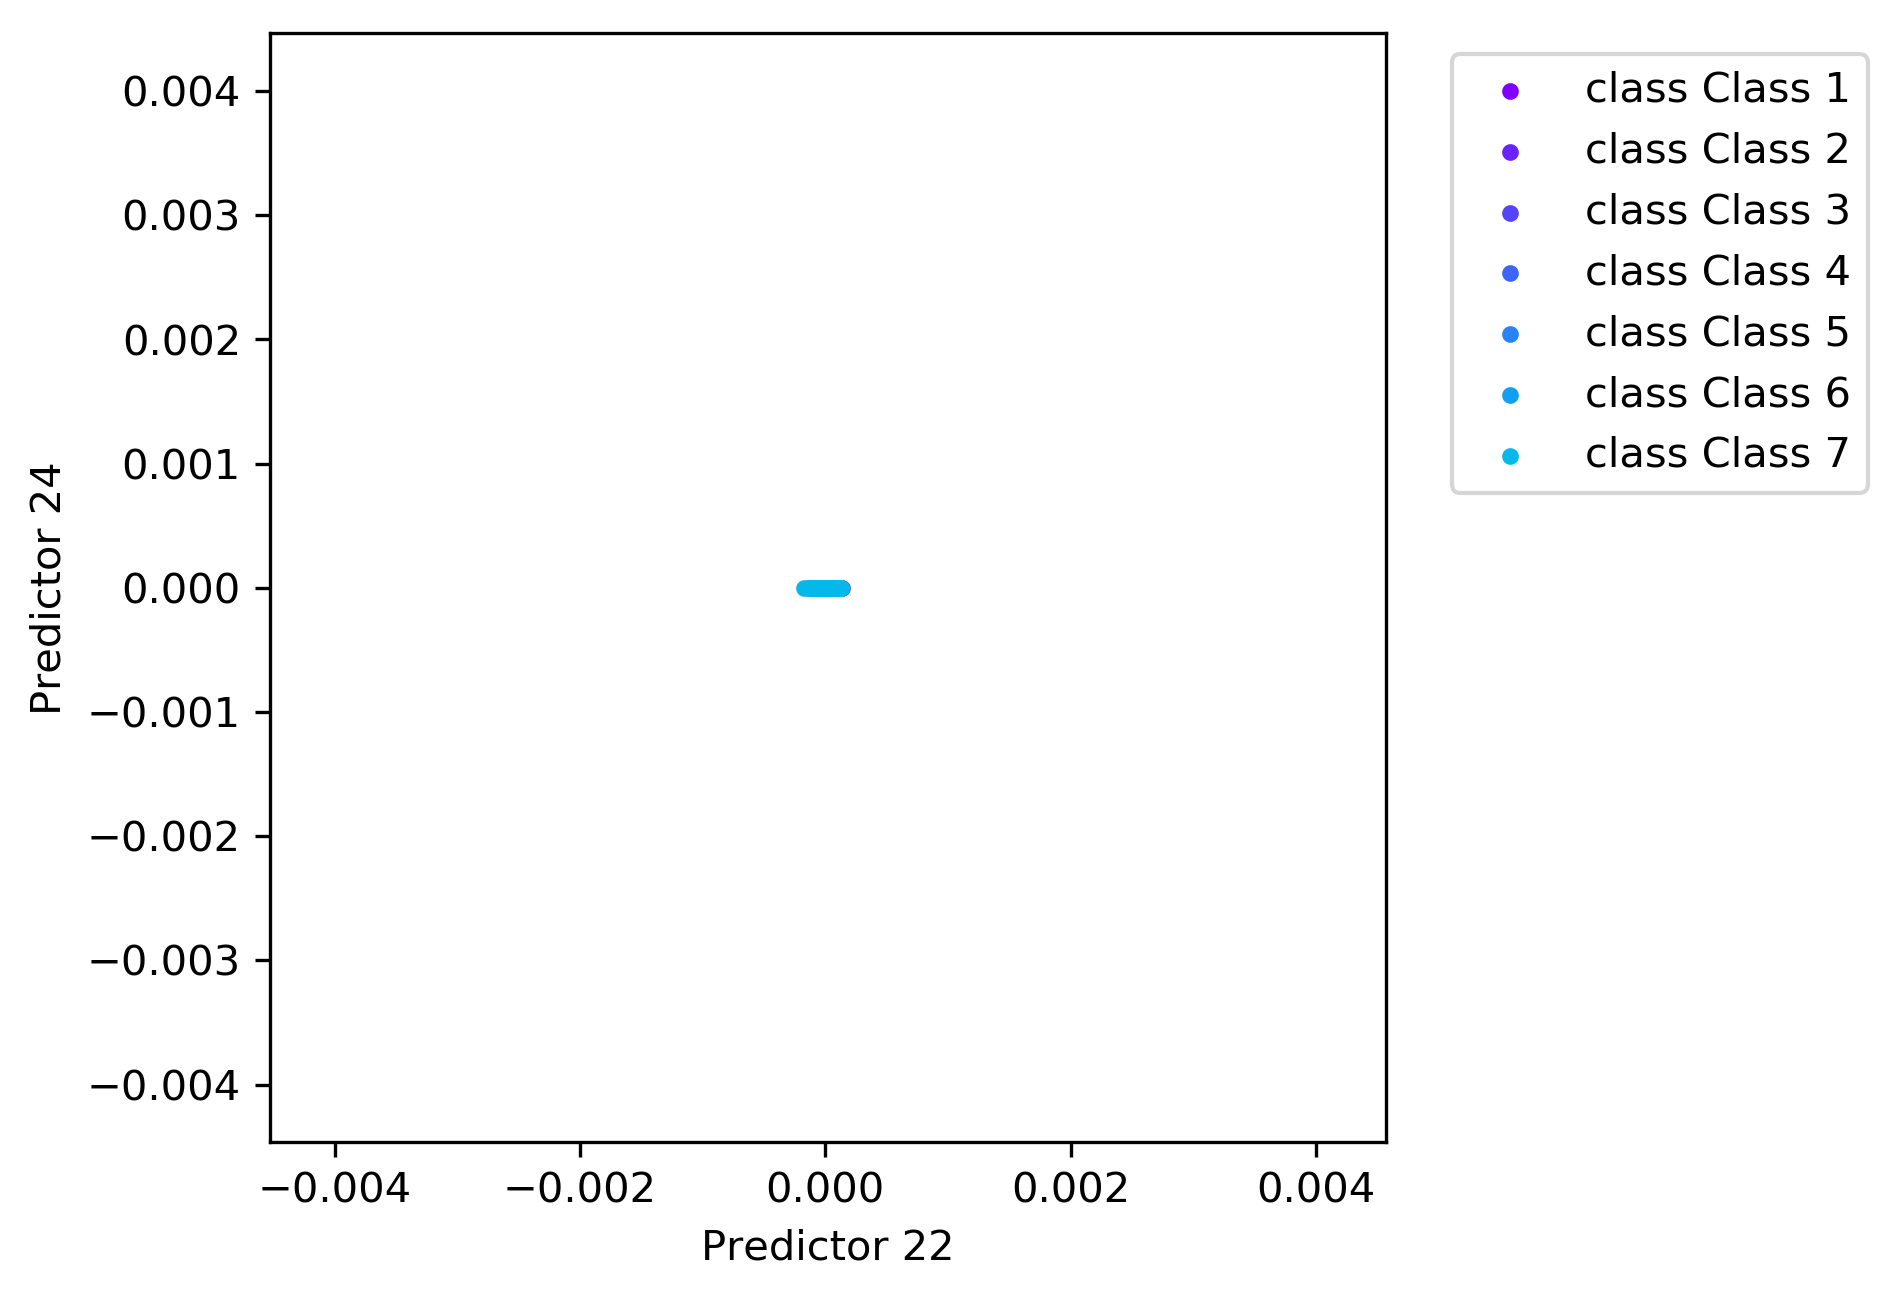 0.004
0.003
0.002
0.001
0.000
−0.001
−0.002
−0.003
−0.004
Predictor 24
−0.004 −0.002 0.000 0.002 0.004
Predictor 22
class Class 1
class Class 2
class Class 3
class Class 4
class Class 5
class Class 6
class Class 7